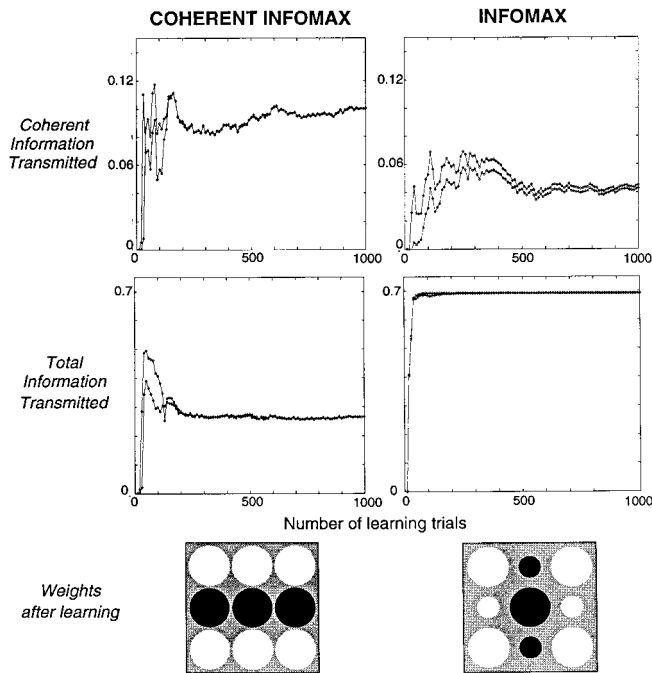 COHERENT INFOMAX
INFOMAX
Coherent
Information
Transmitted
0.12
0.06
0
0 500 1000
0.12
0.06
0
0 500 1000
Total
Information
Transmitted
0.7
0
0 500 1000
0.7
0
0 500 1000
Number of learning trials
Weights
after learning